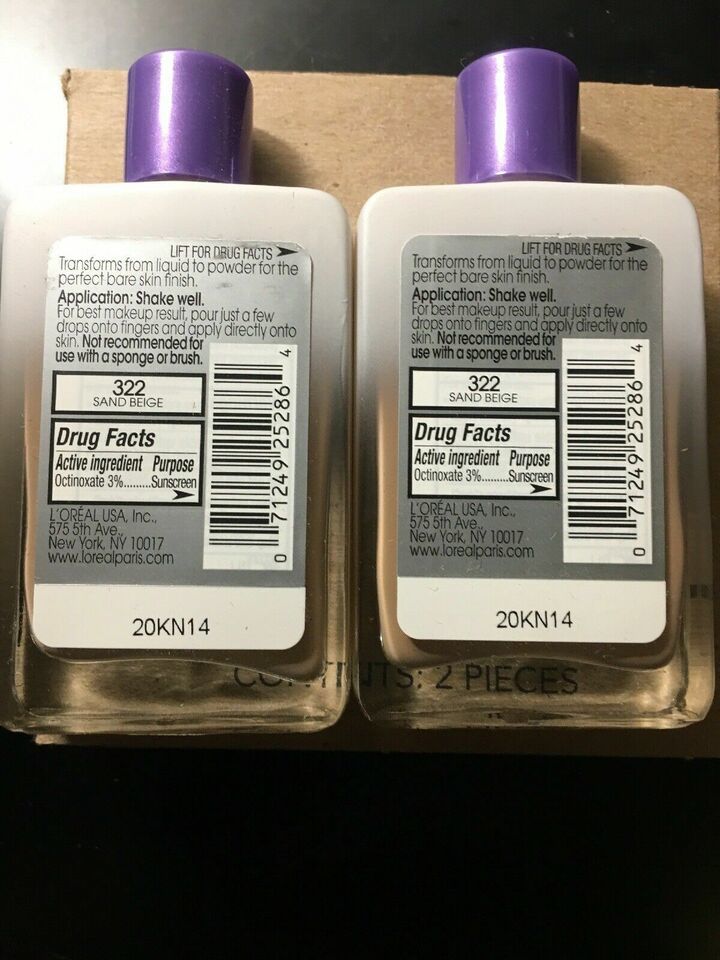 LIFT FOR DRUG FACTS
Transforms from liquid to powder for the
perfect bare skin finish.
Application: Shake well.
For best makeup result, pour just a few
drops onto fingers and apply directly onto
skin. Not recommended for
use with a sponge or brush.
322
SAND BEIGE
Drug Facts
Active ingredient Purpose
Octinoxate 3%.........Sunscreen
L'ORÉAL USA, Inc.,
575 5th Ave.,
New York, NY 10017
www.lorealparis.com
0 71249 25286 4
20KN14
LIFT FOR DRUG FACTS
Transforms from liquid to powder for the
perfect bare skin finish.
Application: Shake well.
For best makeup result, pour just a few
drops onto fingers and apply directly onto
skin. Not recommended for
use with a sponge or brush.
322
SAND BEIGE
Drug Facts
Active ingredient Purpose
Octinoxate 3%.........Sunscreen
L'ORÉAL USA, Inc.,
575 5th Ave.,
New York, NY 10017
www.lorealparis.com
0 71249 25286 4
20KN14
2 PIECES